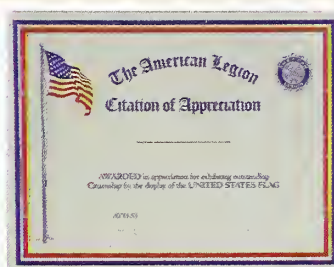 The American Legion
Citation of Appreciation
AWARDED in appreciation for exhibiting outstanding
Citizenship by the display of the UNITED STATES FLAG